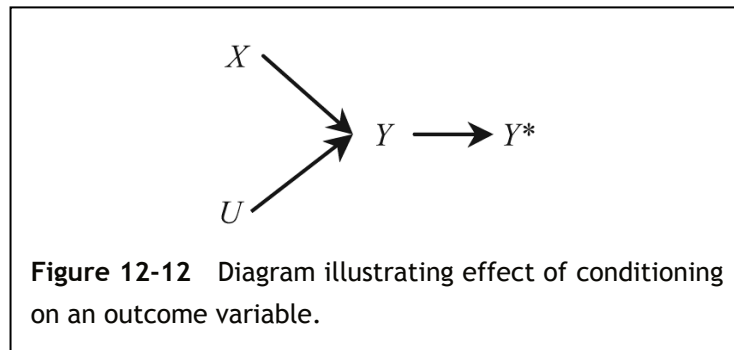 X
Y
Y*
U
Figure 12-12 Diagram illustrating effect of conditioning
on an outcome variable.